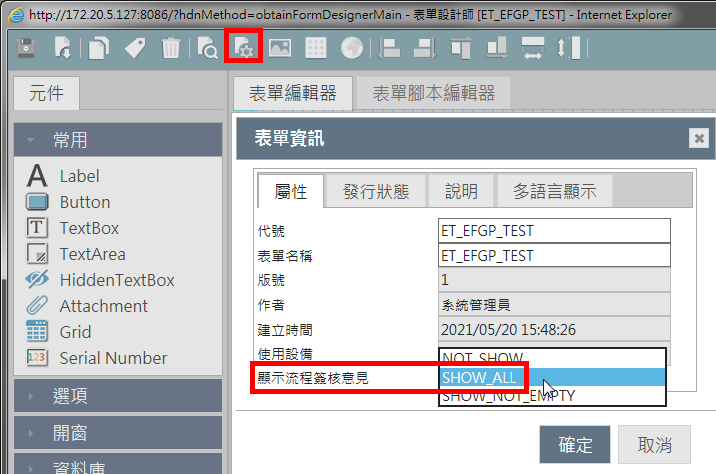 http://172.20.5.127:8086/?hdnMethod=obtainFormDesignerMain - 表單設計師 [ET_EFGP_TEST] - Internet Explorer
元件
表單編輯器
表單腳本編輯器
常用
Label
Button
TextBox
TextArea
HiddenTextBox
Attachment
Grid
123
Serial Number
選項
開窗
資料庫
表單資訊
屬性
發行狀態
說明
多語言顯示
代號
ET_EFGP_TEST
表單名稱
ET_EFGP_TEST
版號
1
作者
系統管理員
建立時間
2021/05/20 15:48:26
使用設備
NOT_SHOW
顯示流程簽核意見
SHOW_ALL
SHOW_NOT_EMPTY
確定
取消